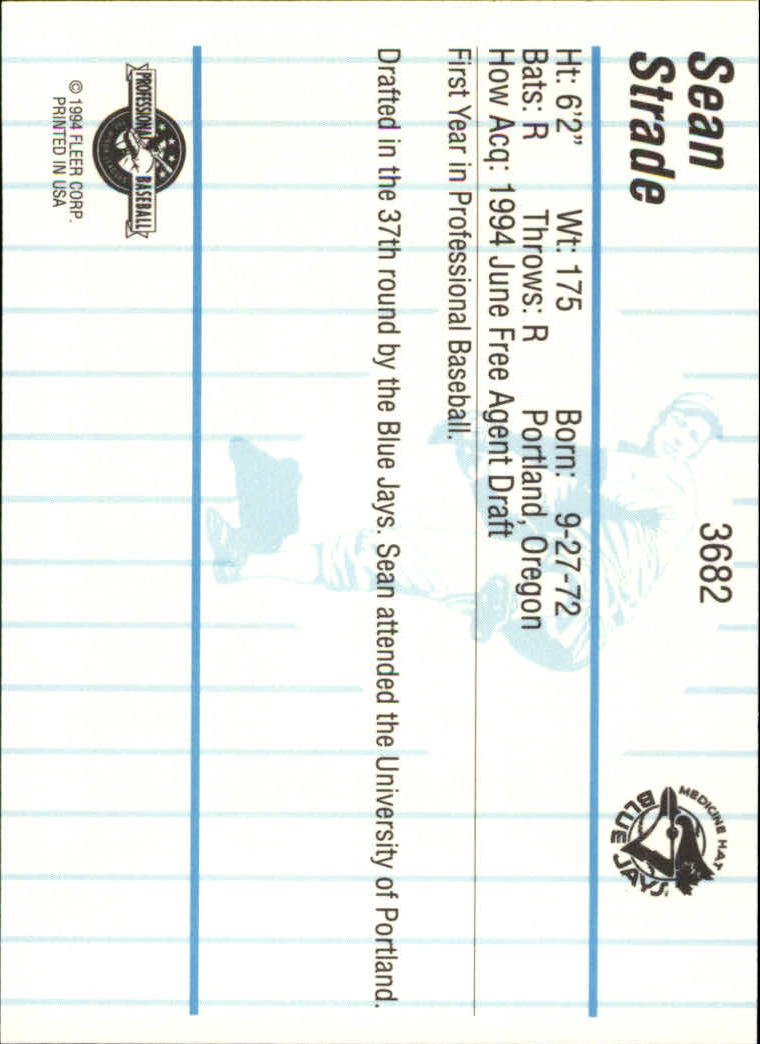 Sean
Strade
3682
MEDICINE HAT
BLUE JAYS
Ht: 6'2" Wt: 175 Born: 9-27-72
Bats: R Throws: R Portland, Oregon
How Acq: 1994 June Free Agent Draft
First Year in Professional Baseball.
Drafted in the 37th round by the Blue Jays. Sean attended the University of Portland.
PROFESSIONAL BASEBALL
© 1994 FLEER CORP.
PRINTED IN USA